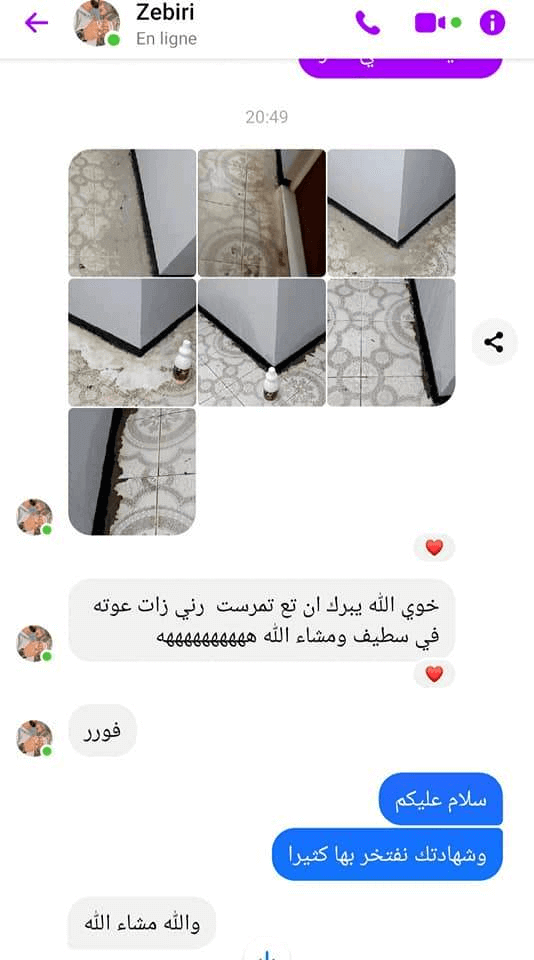 Zebiri
En ligne
20:49
خوي الله يبرك ان تع تمرست رني زات عوته
في سطيف ومشاء الله هههههههههههه
فورر
سلام عليكم
وشهادتك نفتخر بها كثيرا
والله مشاء الله